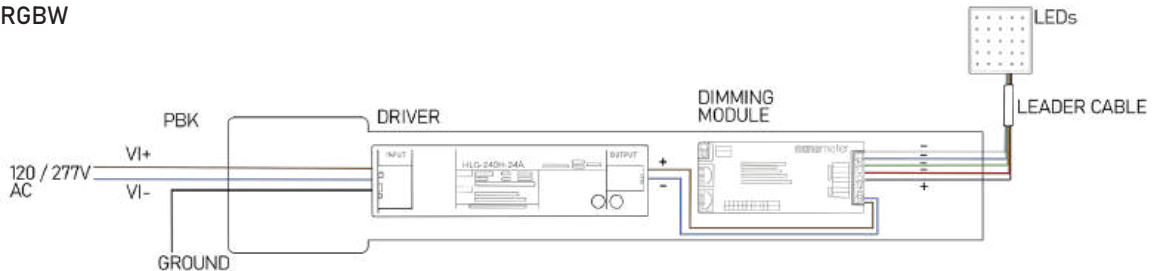 RGBW
LEDs
LEADER CABLE
DIMMING
MODULE
DRIVER
PBK
120 / 277V
AC
VI+
VI-
GROUND
INPUT
HLG-240H-24A
OUTPUT
+
-
-
-
-
-
+